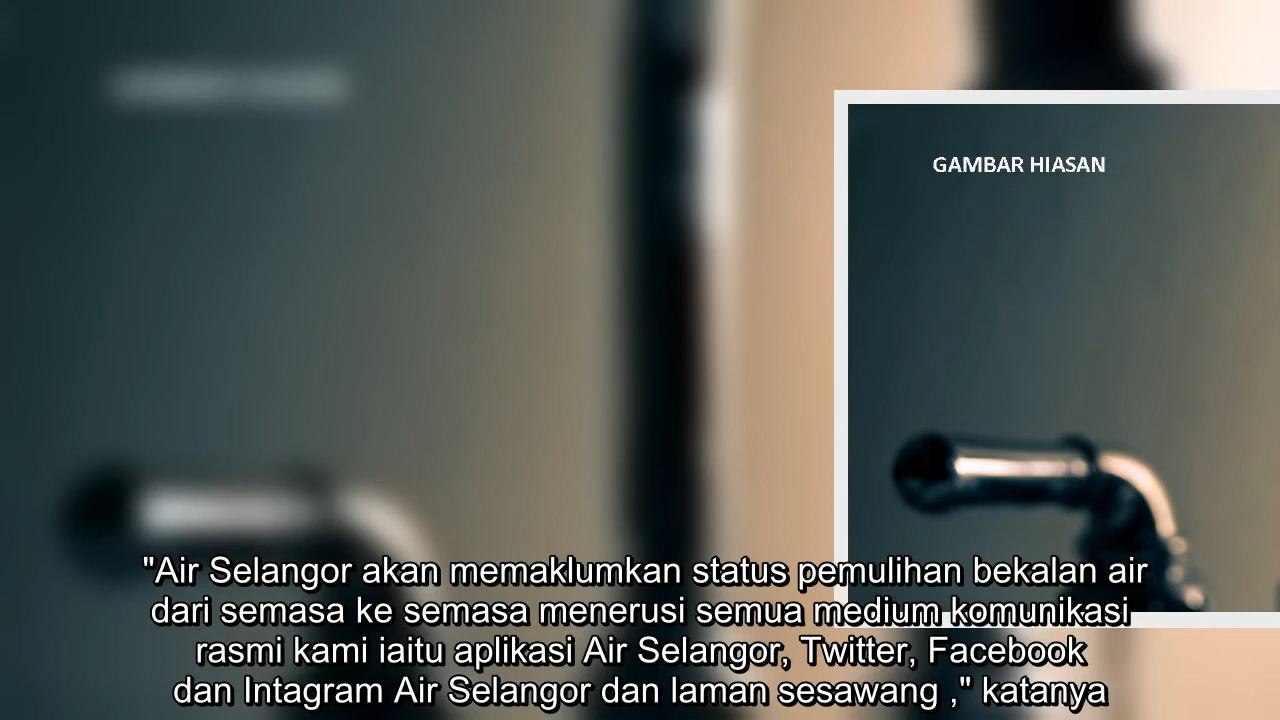 GAMBAR HIASAN
"Air Selangor akan memaklumkan status pemulihan bekalan air
dari semasa ke semasa menerusi semua medium komunikasi
rasmi kami iaitu aplikasi Air Selangor, Twitter, Facebook
dan Intagram Air Selangor dan laman sesawang ," katanya